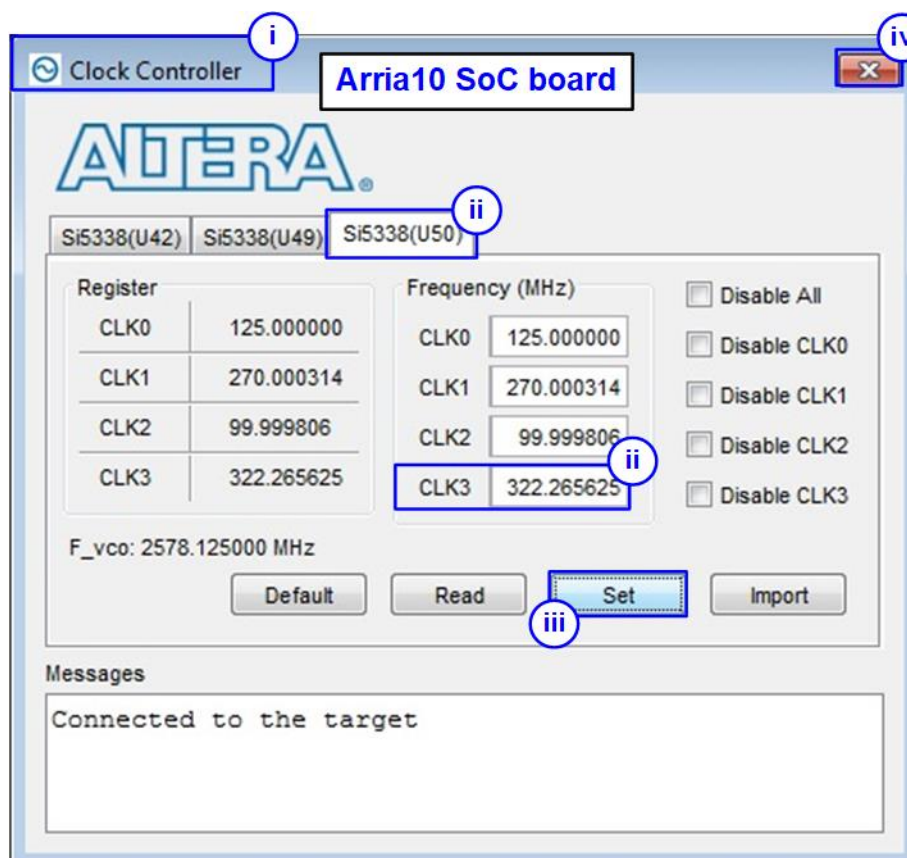 i
iv
Clock Controller
Arria10 SoC board
ALTERA®
ii
Si5338(U42) Si5338(U49) Si5338(U50)
Register
Frequency (MHz)
Disable All
CLK0 125.000000
CLK0 125.000000
Disable CLK0
CLK1 270.000314
CLK1 270.000314
Disable CLK1
CLK2 99.999806
CLK2 99.999806
Disable CLK2
ii
CLK3 322.265625
CLK3 322.265625
Disable CLK3
F_vco: 2578.125000 MHz
Default Read Set Import
iii
Messages
Connected to the target